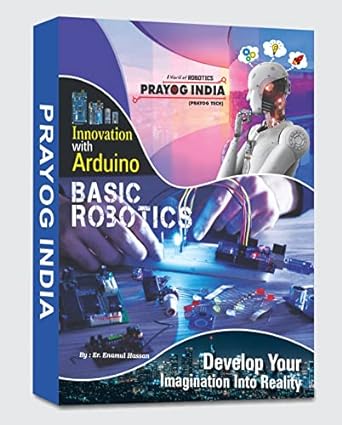 PRAYOG INDIA
A World of ROBOTICS
PRAYOG INDIA
(PRAYOG TECH)
Innovation
with
Arduino
BASIC
ROBOTICS
By : Er. Enamul Hassan
Develop Your
Imagination Into Reality